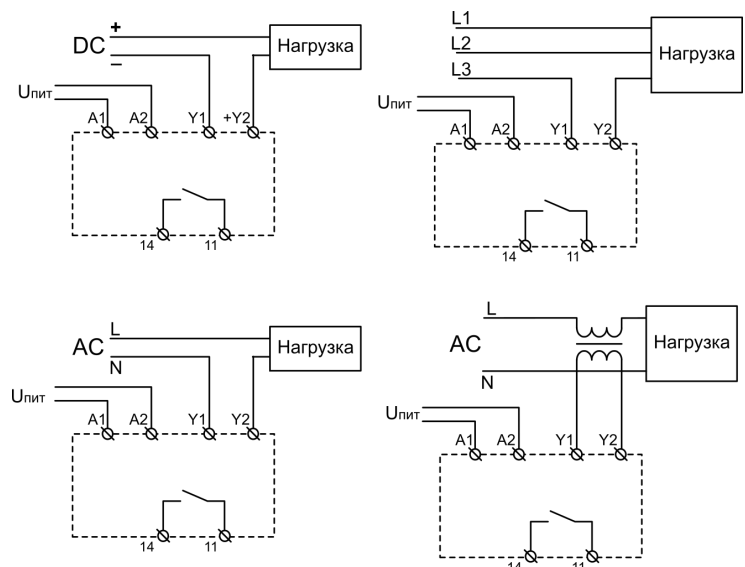 DC + −
Нагрузка
Uпит
A1 A2 Y1 +Y2
14 11
L1
L2
L3
Нагрузка
Uпит
A1 A2 Y1 Y2
14 11
AC L
N
Нагрузка
Uпит
A1 A2 Y1 Y2
14 11
L
AC
N
Нагрузка
Uпит
A1 A2 Y1 Y2
14 11